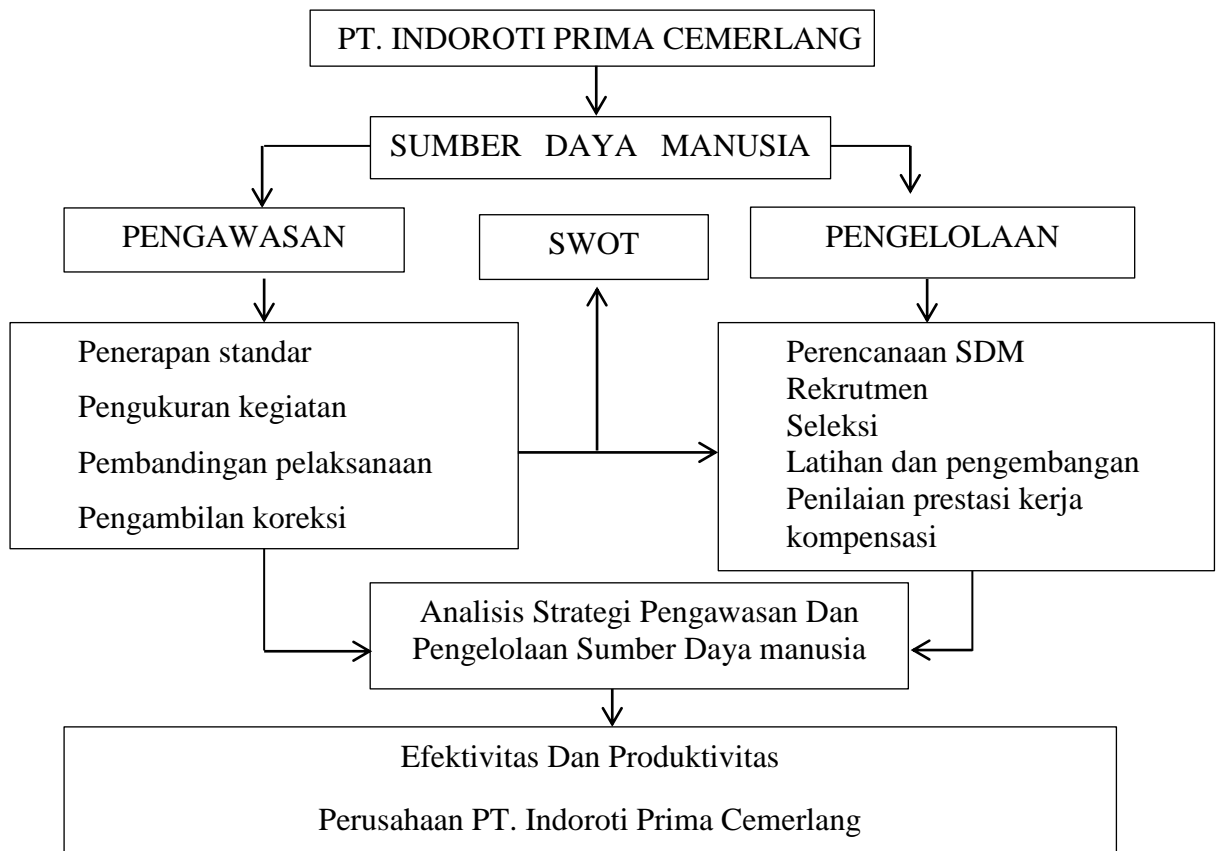 PT. INDOROTI PRIMA CEMERLANG
SUMBER DAYA MANUSIA
PENGAWASAN
SWOT
PENGELOLAAN
Penerapan standar
Pengukuran kegiatan
Pembandingan pelaksanaan
Pengambilan koreksi
Perencanaan SDM
Rekrutmen
Seleksi
Latihan dan pengembangan
Penilaian prestasi kerja
kompensasi
Analisis Strategi Pengawasan Dan
Pengelolaan Sumber Daya manusia
Efektivitas Dan Produktivitas
Perusahaan PT. Indoroti Prima Cemerlang